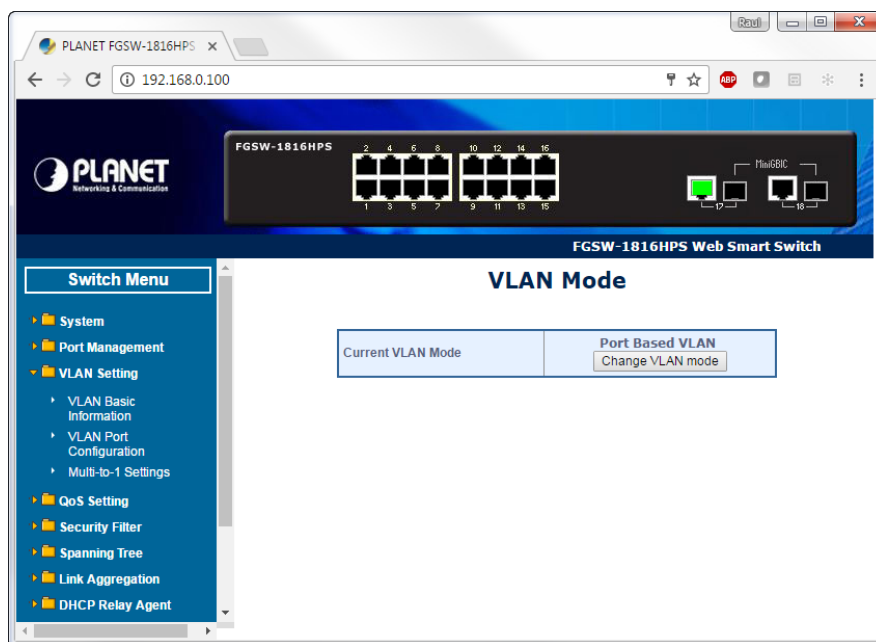 Raul
PLANET FGSW-1816HPS
192.168.0.100
ABP
PLANET
Networking & Communication
FGSW-1816HPS
2 4 6 8 10 12 14 16
MiniGBIC
1 3 5 7 9 11 13 15
17 18
FGSW-1816HPS Web Smart Switch
Switch Menu
System
Port Management
VLAN Setting
VLAN Basic
Information
VLAN Port
Configuration
Multi-to-1 Settings
QoS Setting
Security Filter
Spanning Tree
Link Aggregation
DHCP Relay Agent
VLAN Mode
Current VLAN Mode
Port Based VLAN
Change VLAN mode